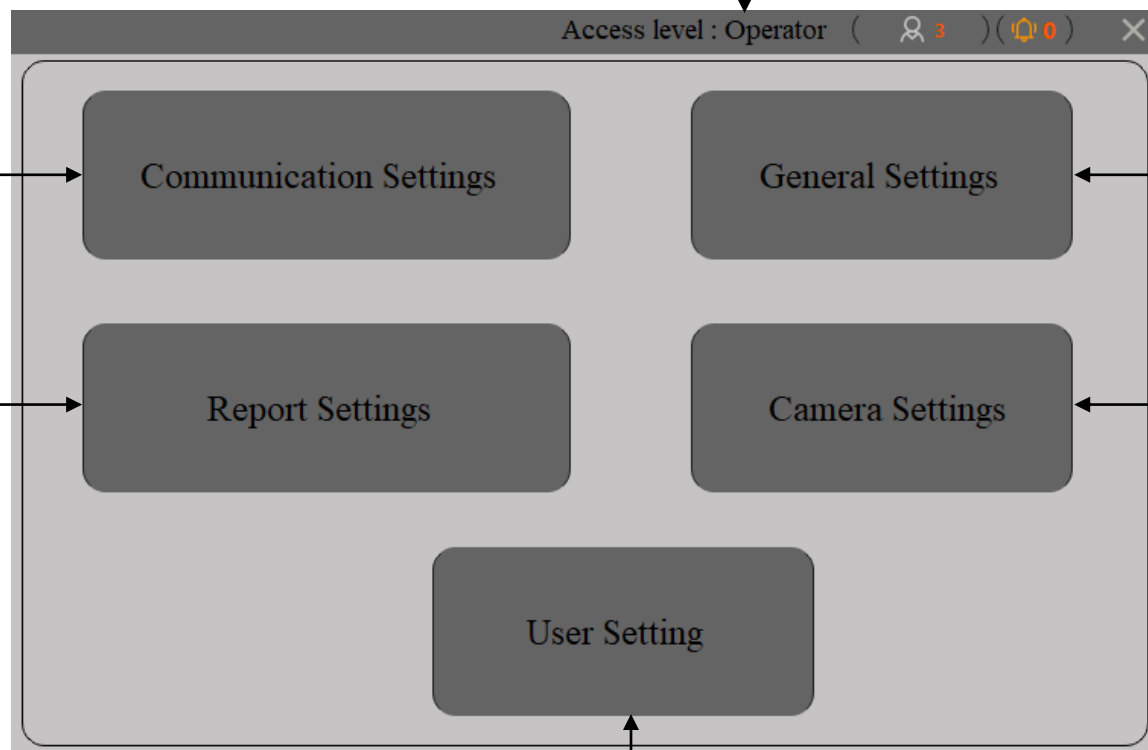 Access level : Operator ( 3 )( 0 )
Communication Settings
General Settings
Report Settings
Camera Settings
User Setting